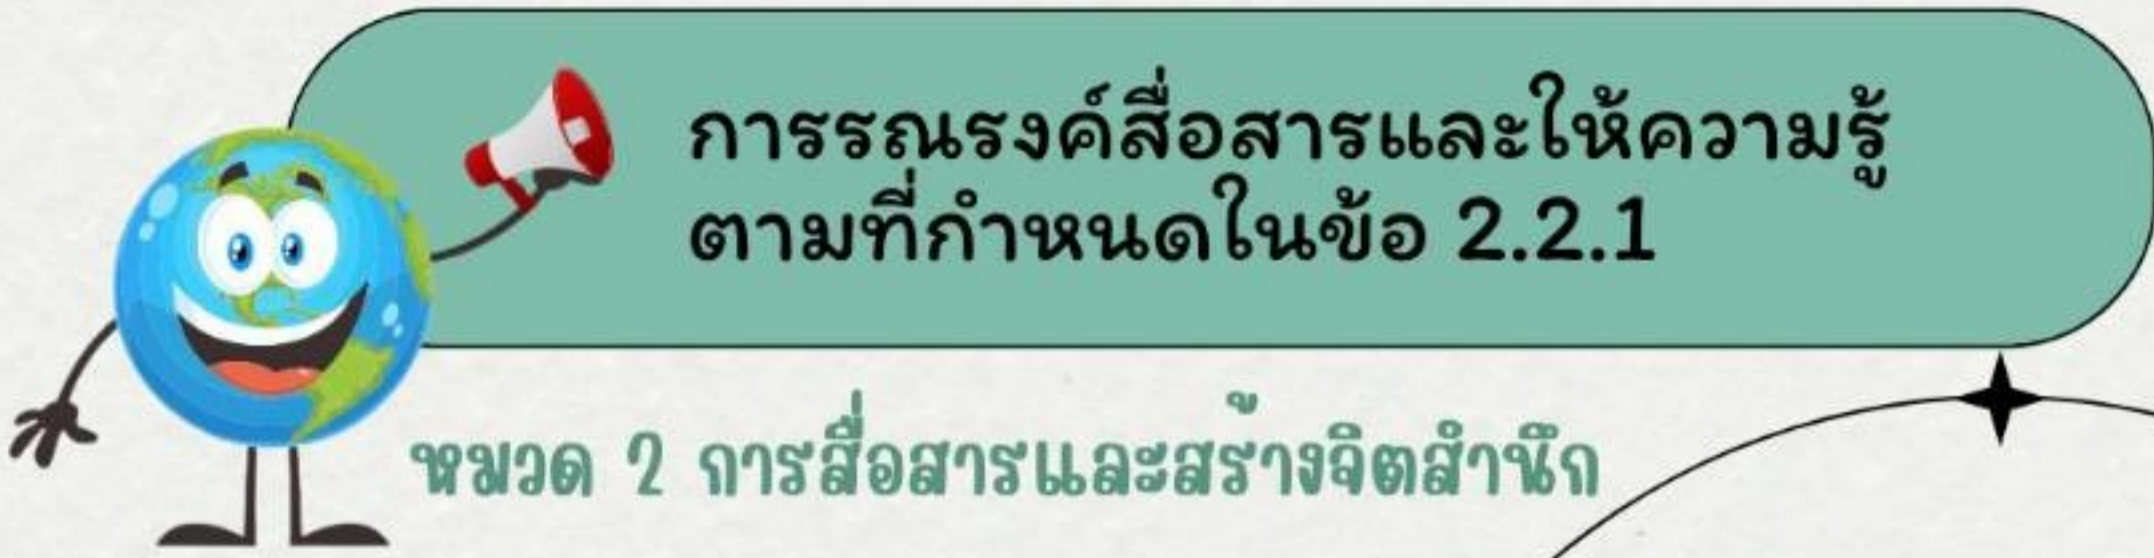 การรณรงค์สื่อสารและให้ความรู้
ตามที่กำหนดในข้อ 2.2.1
หมวด 2 การสื่อสารและสร้างจิตสำนึก